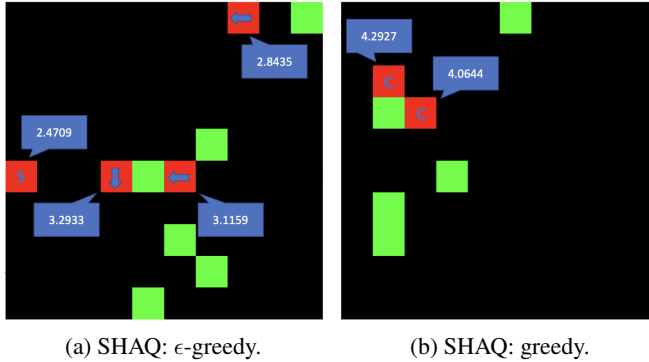 2.8435
2.4709
S
3.2933
3.1159
4.2927
C
4.0644
C
(a) SHAQ: ϵ-greedy.
(b) SHAQ: greedy.